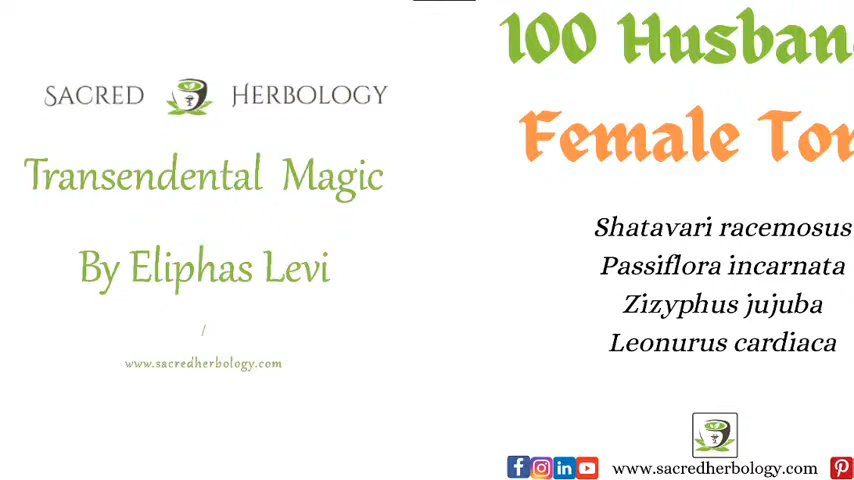 SACRED HERBOLOGY
Transendental Magic
By Eliphas Levi
/
www.sacredherbology.com
100 Husban
Female Ton
Shatavari racemosus
Passiflora incarnata
Zizyphus jujuba
Leonurus cardiaca
www.sacredherbology.com